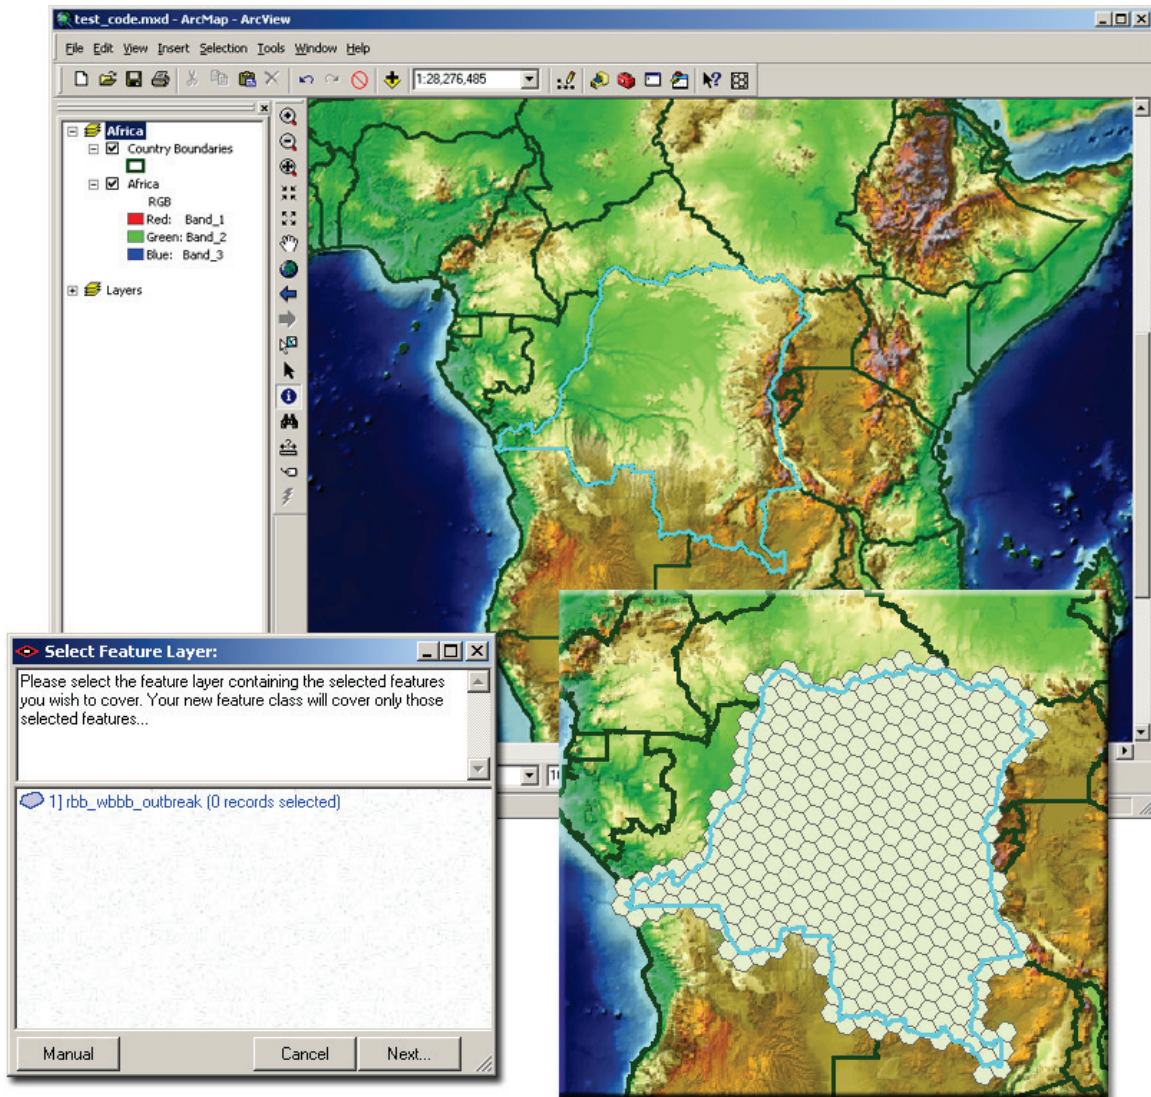 test_code.mxd - ArcMap - ArcView
File Edit View Insert Selection Tools Window Help
1:28,276,485
Africa
Country Boundaries
Africa
RGB
Red: Band_1
Green: Band_2
Blue: Band_3
Layers
Select Feature Layer:
Please select the feature layer containing the selected features
you wish to cover. Your new feature class will cover only those
selected features...
1] rbb_wbbb_outbreak (0 records selected)
Manual
Cancel
Next...